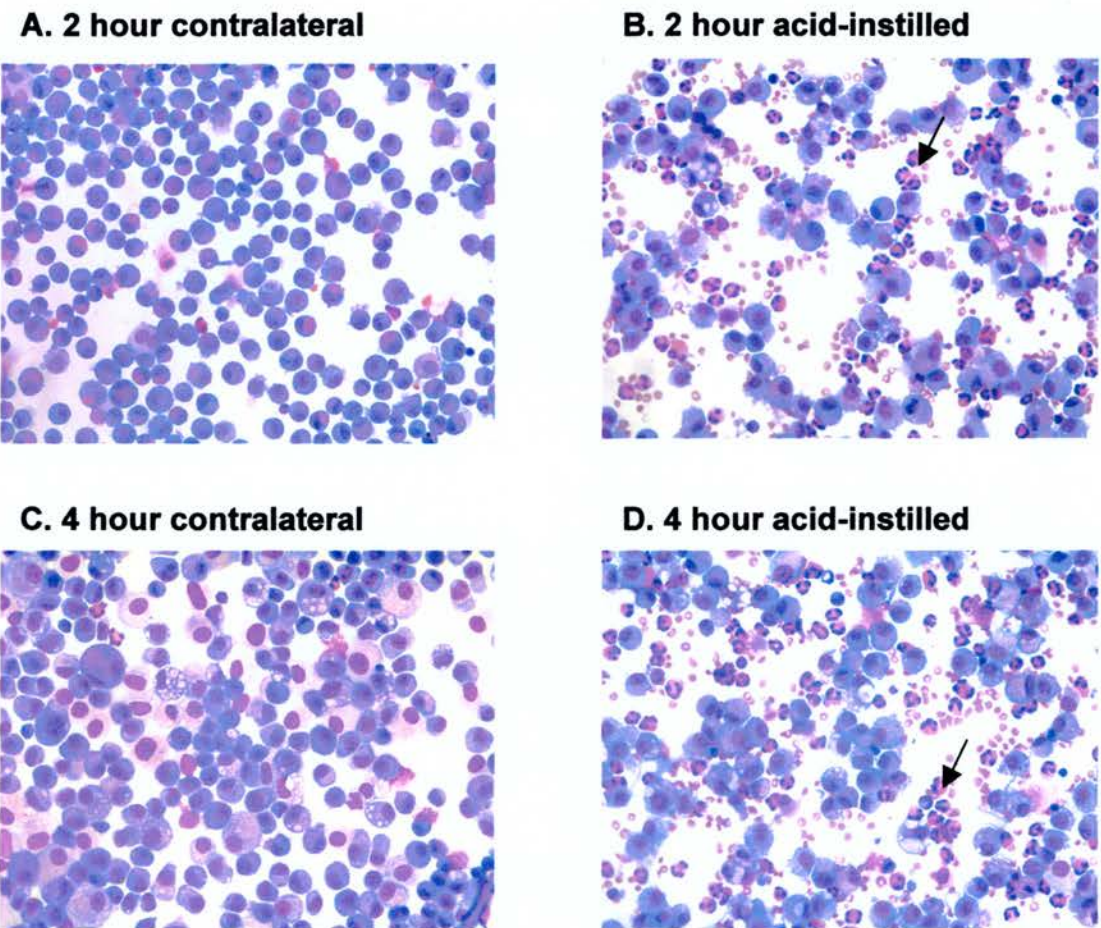 A. 2 hour contralateral
B. 2 hour acid-instilled
C. 4 hour contralateral
D. 4 hour acid-instilled